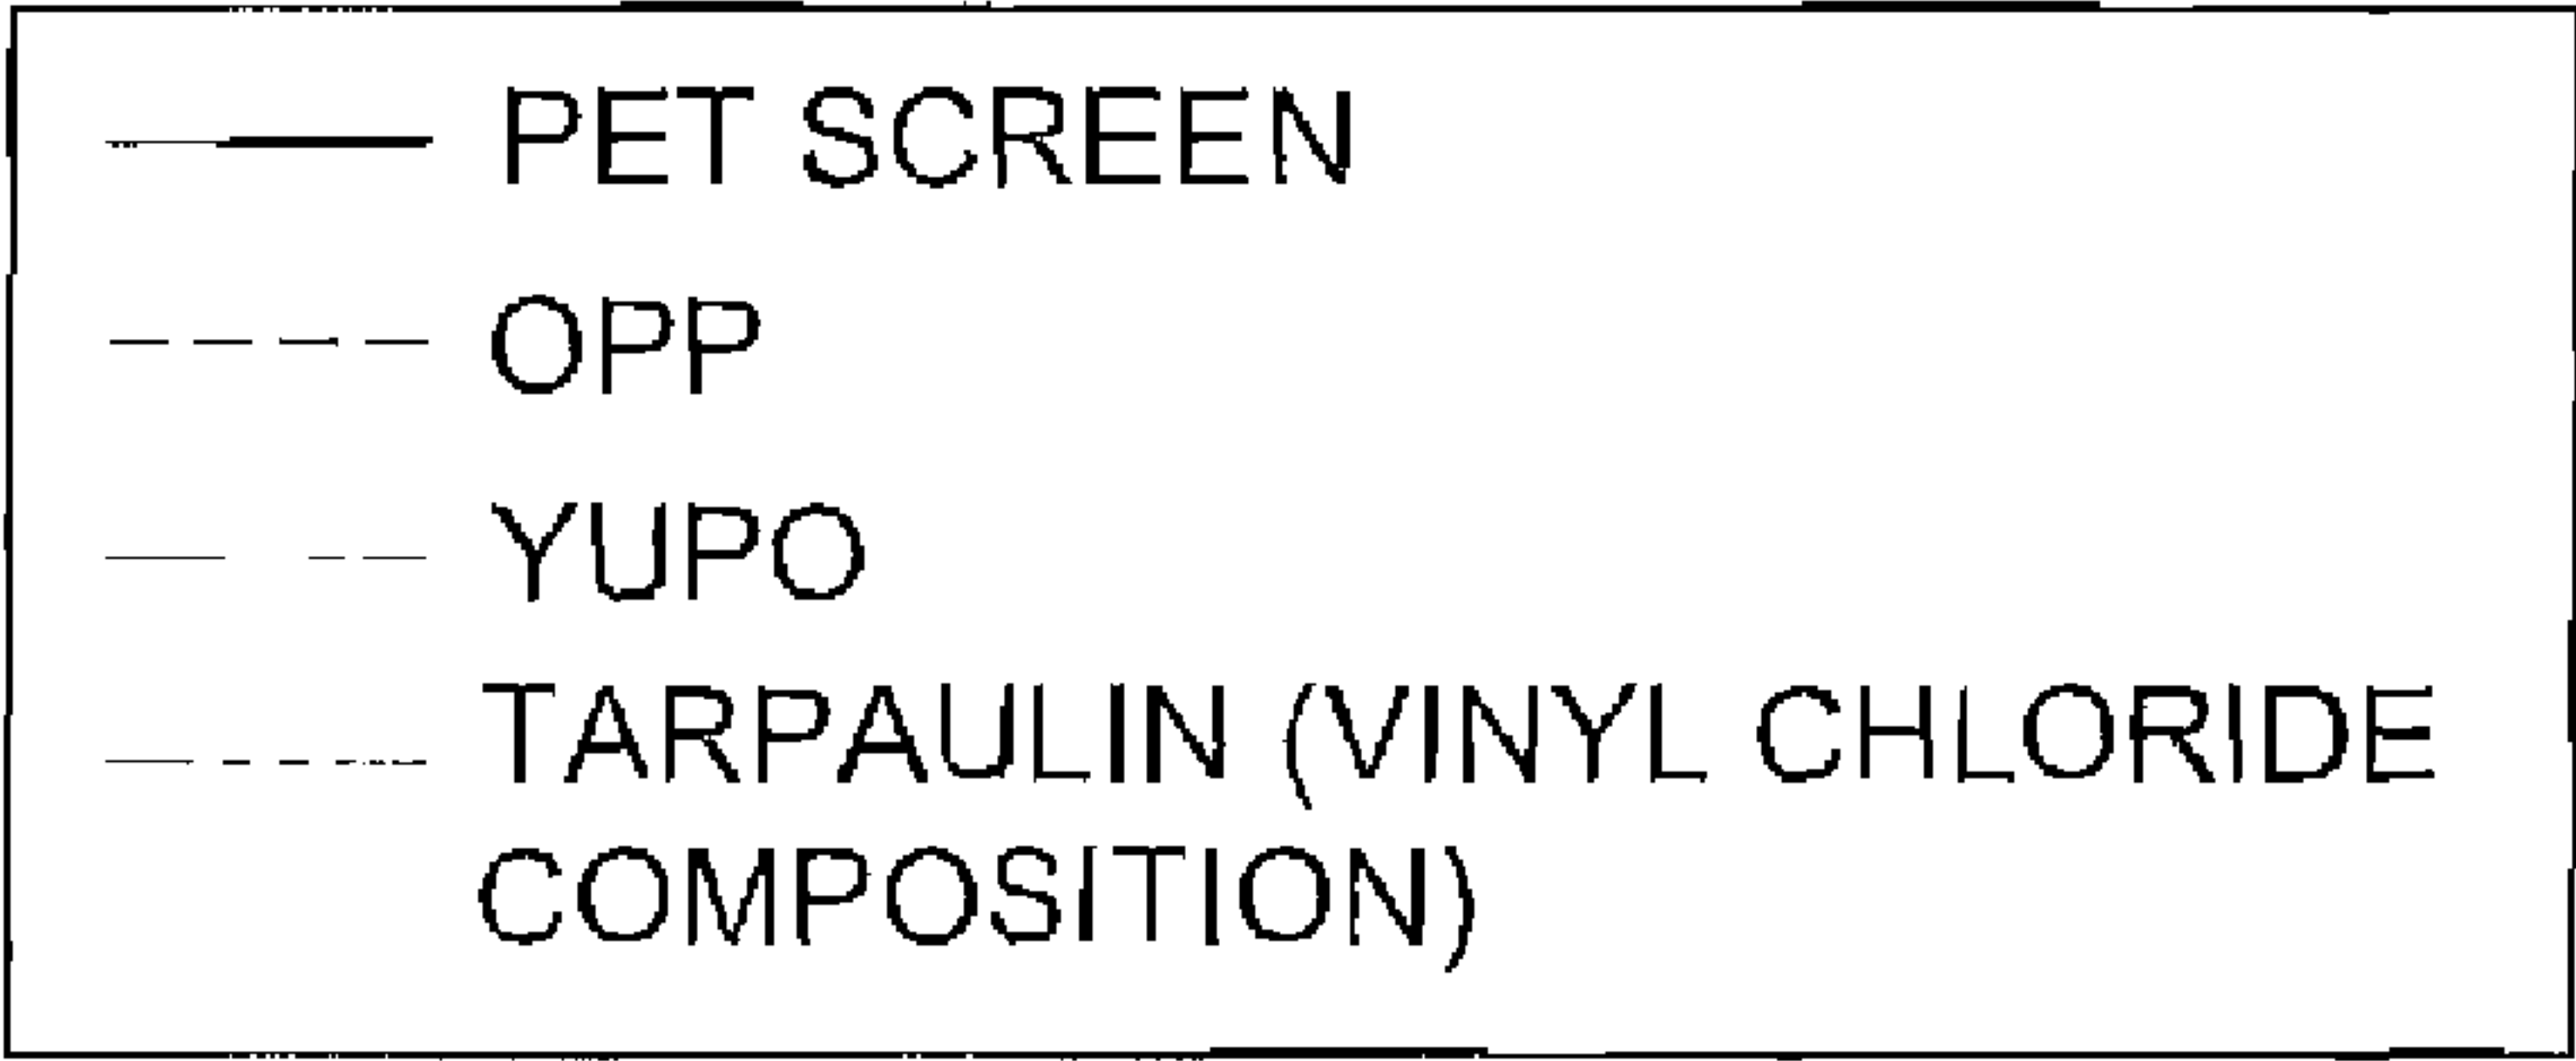 PET SCREEN
OPP
YUPO
TARPAULIN (VINYL CHLORIDE
COMPOSITION)